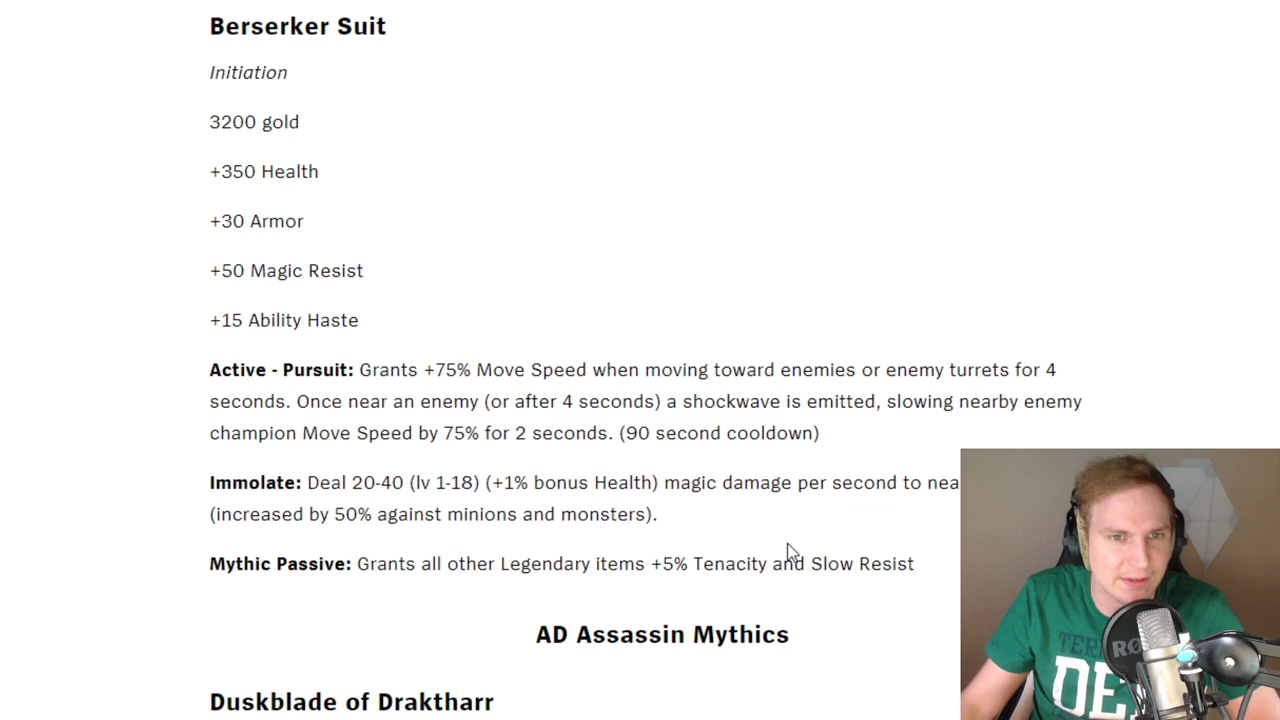 Berserker Suit
Initiation
3200 gold
+350 Health
+30 Armor
+50 Magic Resist
+15 Ability Haste
Active - Pursuit: Grants +75% Move Speed when moving toward enemies or enemy turrets for 4
seconds. Once near an enemy (or after 4 seconds) a shockwave is emitted, slowing nearby enemy
champion Move Speed by 75% for 2 seconds. (90 second cooldown)
Immolate: Deal 20-40 (lv 1-18) (+1% bonus Health) magic damage per second to
(increased by 50% against minions and monsters).
Mythic Passive: Grants all other Legendary items +5% Tenacity and Slow Resist
AD Assassin Mythics
Duskblade of Draktharr